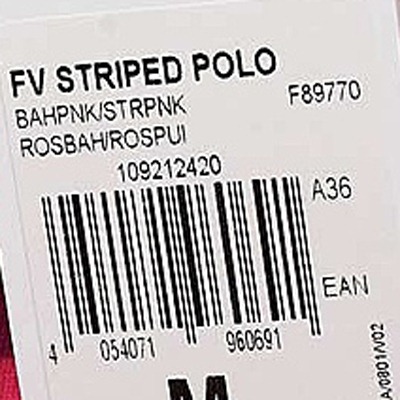 FV STRIPED POLO
BAHPNK/STRPNK
F89770
ROSBAH/ROSPUI
109212420
A36
EAN
4 054071 960691
M
A/0801/V02